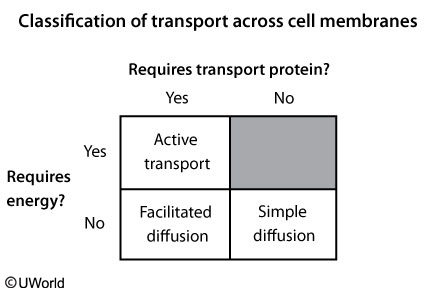 Classification of transport across cell membranes
Requires transport protein?
Yes No
Yes
Active
transport
Requires
energy?
No
Facilitated
diffusion
Simple
diffusion
©UWorld